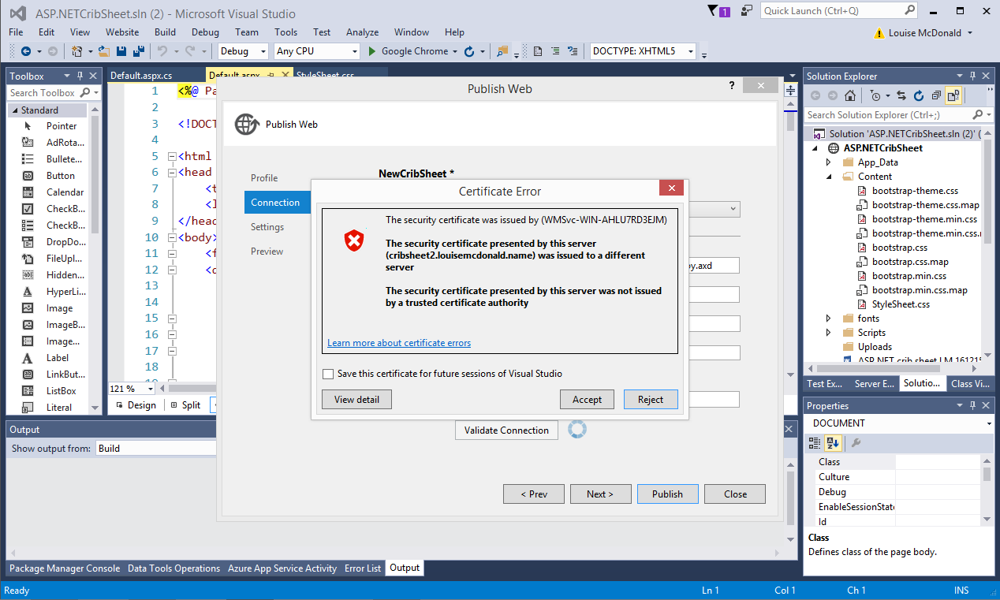 ASP.NETCribSheet.sln (2) - Microsoft Visual Studio
1
Quick Launch (Ctrl+Q)
File Edit View Website Build Debug Team Tools Test Analyze Window Help
Louise McDonald
Debug Any CPU Google Chrome DOCTYPE: XHTML5
Toolbox
Search Toolbox
Standard
Pointer
AdRota...
Bullete...
Button
Calendar
CheckB...
CheckB...
DropDo...
FileUpl...
Hidden...
HyperLi...
Image
ImageB...
Image...
Label
LinkBut...
ListBox
Literal
Default.aspx.cs Default.aspx StyleSheet.css
1 <%@ Pa
2
3 <!DOCT
4
5 <html
6 <head
7 <t
8 <l
9 </head
10 <body>
11 <f
12 <d
13
14
15
16
17
18
121 %
Design Split
Publish Web
?
Publish Web
Profile
Connection
Settings
Preview
NewCribSheet *
y.axd
Certificate Error
The security certificate was issued by (WMSvc-WIN-AHLU7RD3EJM)
The security certificate presented by this server
(cribsheet2.louisemcdonald.name) was issued to a different
server
The security certificate presented by this server was not issued
by a trusted certificate authority
Learn more about certificate errors
Save this certificate for future sessions of Visual Studio
View detail Accept Reject
Validate Connection
< Prev Next > Publish Close
Solution Explorer
Search Solution Explorer (Ctrl+;)
Solution 'ASP.NETCribSheet.sln (2)' (
ASP.NETCribSheet
App_Data
Content
bootstrap-theme.css
bootstrap-theme.css.map
bootstrap-theme.min.css
bootstrap-theme.min.css.r
bootstrap.css
bootstrap.css.map
bootstrap.min.css
bootstrap.min.css.map
StyleSheet.css
fonts
Scripts
Uploads
ASP.NET crib sheet LM 161215
Test Ex... Server E... Solutio... Class Vi...
Properties
DOCUMENT
Class
Culture
Debug
EnableSessionState
Id
Class
Defines class of the page body.
Output
Show output from: Build
Package Manager Console Data Tools Operations Azure App Service Activity Error List Output
Ready Ln 1 Col 1 Ch 1 INS